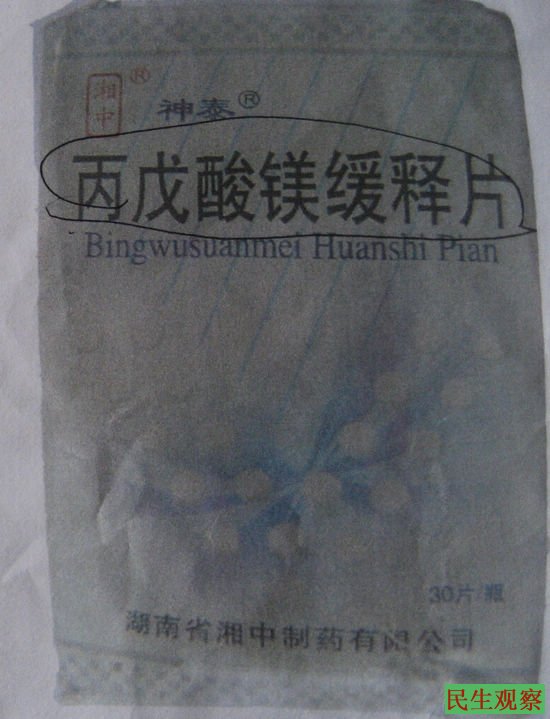 湘中®
神泰®
丙戊酸镁缓释片
Bingwusuanmei Huanshi Pian
30片/瓶
湖南省湘中制药有限公司
民生观察